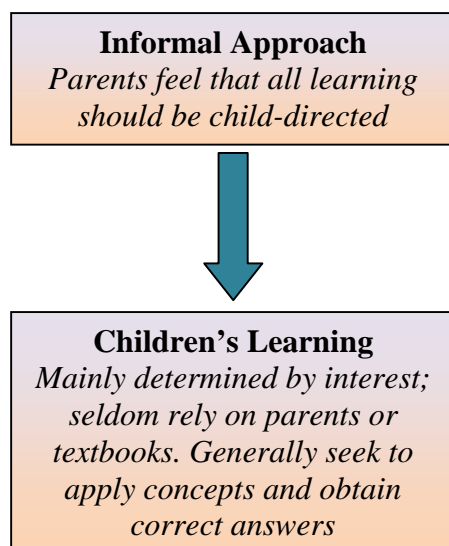 Informal Approach
Parents feel that all learning
should be child-directed
Children’s Learning
Mainly determined by interest;
seldom rely on parents or
textbooks. Generally seek to
apply concepts and obtain
correct answers